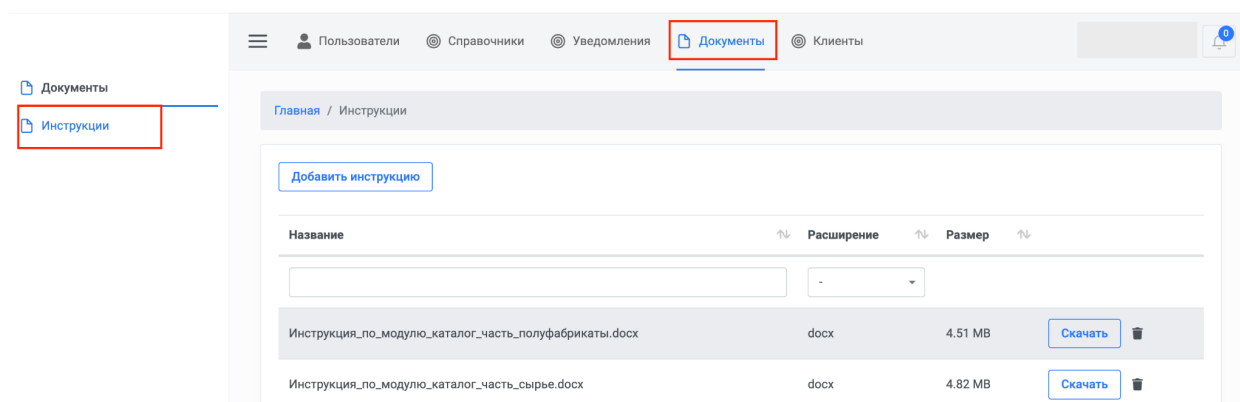 Пользователи Справочники Уведомления Документы Клиенты 0
Документы
Инструкции
Главная / Инструкции
Добавить инструкцию
Название Расширение Размер
-
Инструкция_по_модулю_каталог_часть_полуфабрикаты.docx docx 4.51 MB Скачать
Инструкция_по_модулю_каталог_часть_сырье.docx docx 4.82 MB Скачать